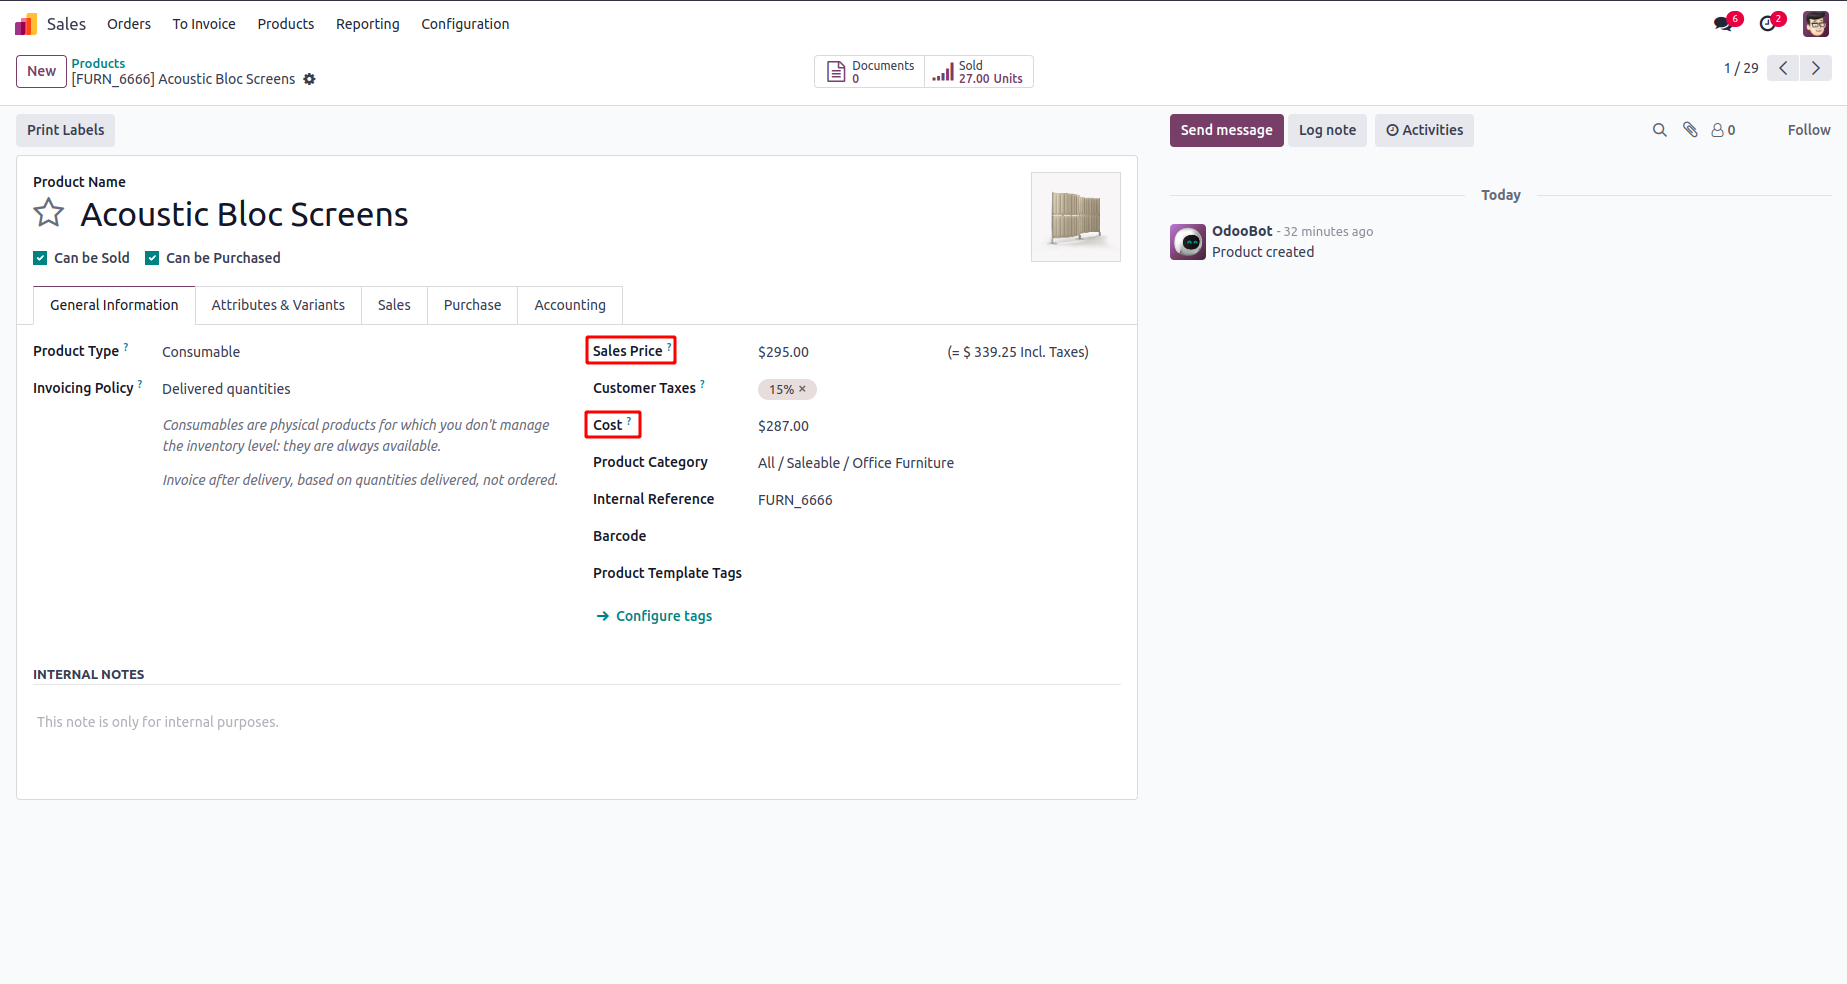 Sales Orders To Invoice Products Reporting Configuration 6 2
New Products
[FURN_6666] Acoustic Bloc Screens
Documents
0
Sold
27.00 Units
1 / 29
Print Labels
Send message Log note Activities 0 Follow
Product Name
Acoustic Bloc Screens
Can be Sold Can be Purchased
General Information Attributes & Variants Sales Purchase Accounting
Product Type ? Consumable
Invoicing Policy ? Delivered quantities
Consumables are physical products for which you don't manage
the inventory level: they are always available.
Invoice after delivery, based on quantities delivered, not ordered.
Sales Price ? $295.00 (= $ 339.25 Incl. Taxes)
Customer Taxes ? 15% ×
Cost ? $287.00
Product Category All / Saleable / Office Furniture
Internal Reference FURN_6666
Barcode
Product Template Tags
→ Configure tags
INTERNAL NOTES
This note is only for internal purposes.
Today
OdooBot - 32 minutes ago
Product created